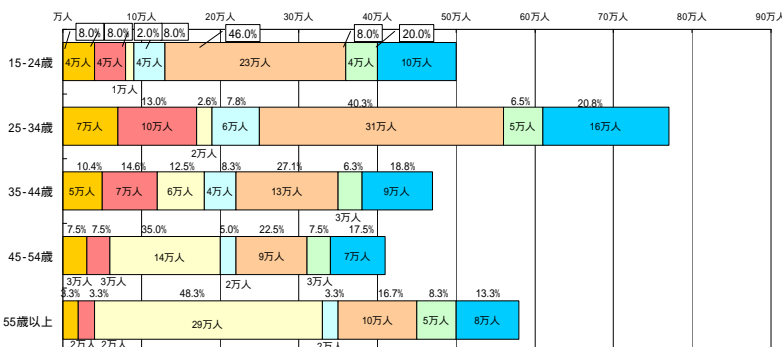 万人 10万人 20万人 30万人 40万人 50万人 60万人 70万人 80万人 90万人
8.0% 8.0% 2.0% 8.0% 46.0% 8.0% 20.0%
15-24歳 4万人 4万人 4万人 23万人 4万人 10万人
1万人
13.0% 2.6% 7.8% 40.3% 6.5% 20.8%
25-34歳 7万人 10万人 6万人 31万人 5万人 16万人
2万人
10.4% 14.6% 12.5% 8.3% 27.1% 6.3% 18.8%
35-44歳 5万人 7万人 6万人 4万人 13万人 9万人
3万人
7.5% 7.5% 35.0% 5.0% 22.5% 7.5% 17.5%
45-54歳 14万人 9万人 7万人
3万人 3万人 2万人 3万人
3.3% 3.3% 48.3% 3.3% 16.7% 8.3% 13.3%
55歳以上 29万人 10万人 5万人 8万人
2万人 2万人 2万人